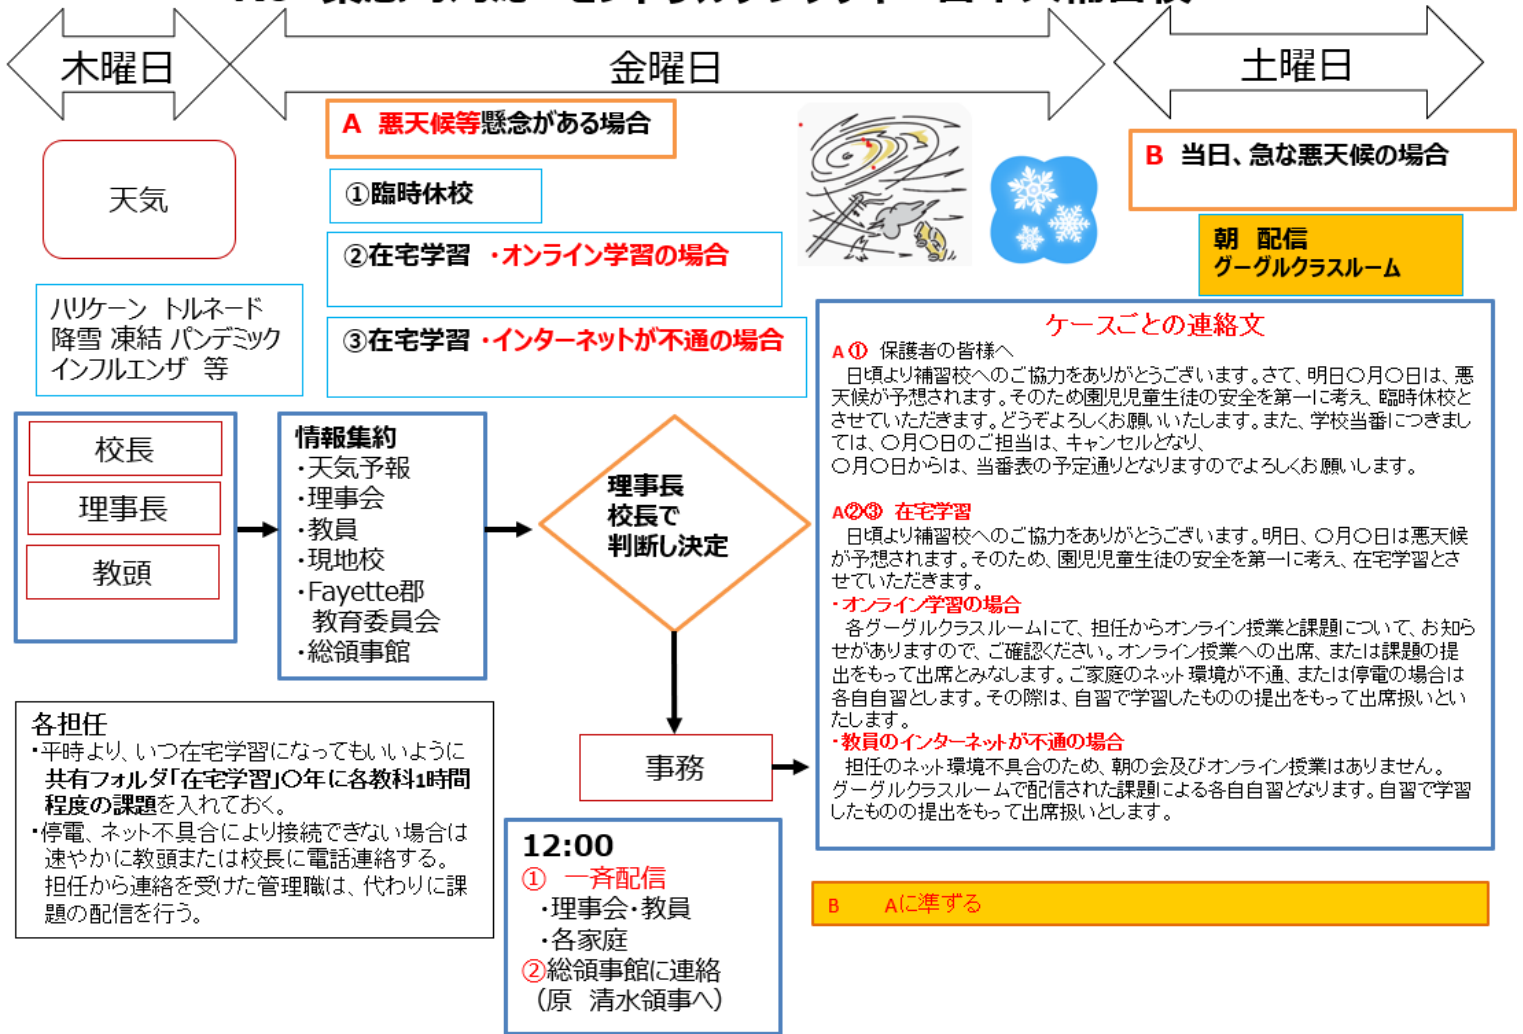 木曜日
金曜日
土曜日
A 悪天候等懸念がある場合
①臨時休校
②在宅学習 ・オンライン学習の場合
③在宅学習 ・インターネットが不通の場合
B 当日、急な悪天候の場合
朝 配信
グーグルクラスルーム
天気
ハリケーン トルネード
降雪 凍結 パンデミック
インフルエンザ 等
校長
理事長
教頭
情報集約
・天気予報
・理事会
・教員
・現地校
・Fayette郡
教育委員会
・総領事館
理事長
校長で
判断し決定
事務
12:00
① 一斉配信
・理事会・教員
・各家庭
②総領事館に連絡
(原 清水領事へ)
各担任
・平時より、いつ在宅学習になってもいいように
共有フォルダ「在宅学習」〇年に各教科1時間
程度の課題を入れておく。
・停電、ネット不具合により接続できない場合は
速やかに教頭または校長に電話連絡する。
担任から連絡を受けた管理職は、代わりに課
題の配信を行う。
ケースごとの連絡文
A① 保護者の皆様へ
日頃より補習校へのご協力をありがとうございます。さて、明日〇月〇日は、悪
天候が予想されます。そのため園児児童生徒の安全を第一に考え、臨時休校と
させていただきます。どうぞよろしくお願いいたします。また、学校当番につきまし
ては、〇月〇日のご担当は、キャンセルとなり、
〇月〇日からは、当番表の予定通りとなりますのでよろしくお願いします。
A②③ 在宅学習
日頃より補習校へのご協力をありがとうございます。明日、〇月〇日は悪天候
が予想されます。そのため、園児児童生徒の安全を第一に考え、在宅学習とさ
せていただきます。
・オンライン学習の場合
各グーグルクラスルームにて、担任からオンライン授業と課題について、お知ら
せがありますので、ご確認ください。オンライン授業への出席、または課題の提
出をもって出席とみなします。ご家庭のネット環境が不通、または停電の場合は
各自自習とします。その際は、自習で学習したものの提出をもって出席扱いとい
たします。
・教員のインターネットが不通の場合
担任のネット環境不具合のため、朝の会及びオンライン授業はありません。
グーグルクラスルームで配信された課題による各自自習となります。自習で学習
したものの提出をもって出席扱いとします。
B Aに準ずる